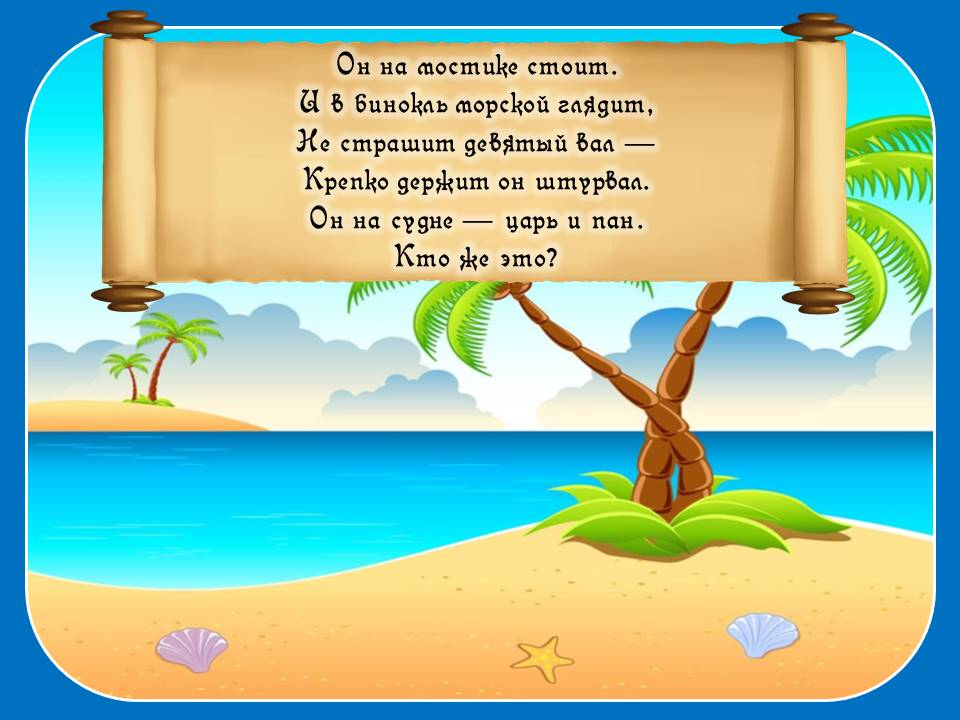 Он на мостике стоит.
И в бинокль морской глядит,
Не страшит девятый вал —
Крепко держит он штурвал.
Он на судне — царь и пан.
Кто же это?